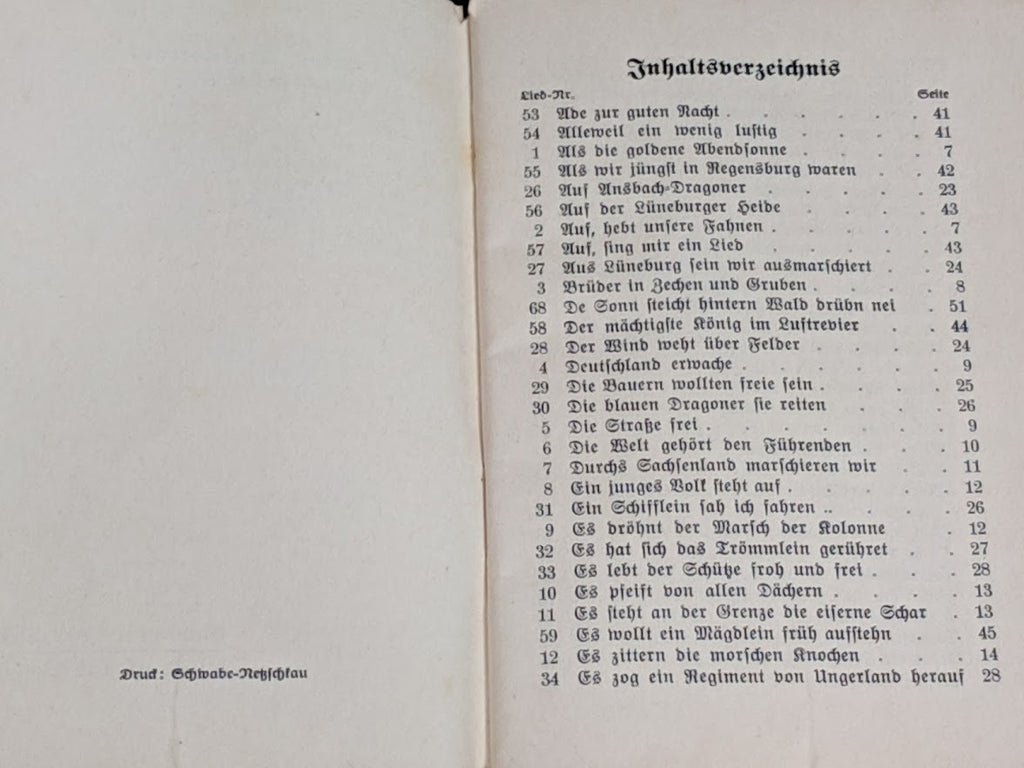 Druck: Schwabe-Netzschkau
Inhaltsverzeichnis
Lied-Nr. Seite
53 Ade zur guten Nacht . . . . . . 41
54 Alleweil ein wenig lustig . . . . 41
1 Als die goldene Abendsonne . . . . 7
55 Als wir jüngst in Regensburg waren . . 42
26 Auf Ansbach-Dragoner . . . . . 23
56 Auf der Lüneburger Heide . . . . 43
2 Auf, hebt unsre Fahnen . . . . . 7
57 Auf, sing mir ein Lied . . . . . 43
27 Aus Lüneburg sein wir ausmarschiert . . 24
3 Brüder in Zechen und Gruben . . . . 8
68 De Sonn steicht hintern Wald drübn nei . 51
58 Der mächtigste König im Luftrevier . . 44
28 Der Wind weht über Felder . . . . 24
4 Deutschland erwache . . . . . . 9
29 Die Bauern wollten freie sein . . . . 25
30 Die blauen Dragoner sie reiten . . . 26
5 Die Straße frei . . . . . . . 9
6 Die Welt gehört den Führenden . . . 10
7 Durchs Sachsenland marschieren wir . . 11
8 Ein junges Volk steht auf . . . . . 12
31 Ein Schifflein sah ich fahren .. . . . 26
9 Es dröhnt der Marsch der Kolonne . 12
32 Es hat sich das Trömmlein gerühret . . 27
33 Es lebt der Schütze froh und frei . . . 28
10 Es pfeift von allen Dächern . . . . 13
11 Es steht an der Grenze die eiserne Schar . 13
59 Es wollt ein Mägdlein früh aufstehn . . 45
12 Es zittern die morschen Knochen . . . 14
34 Es zog ein Regiment von Ungerland herauf 28